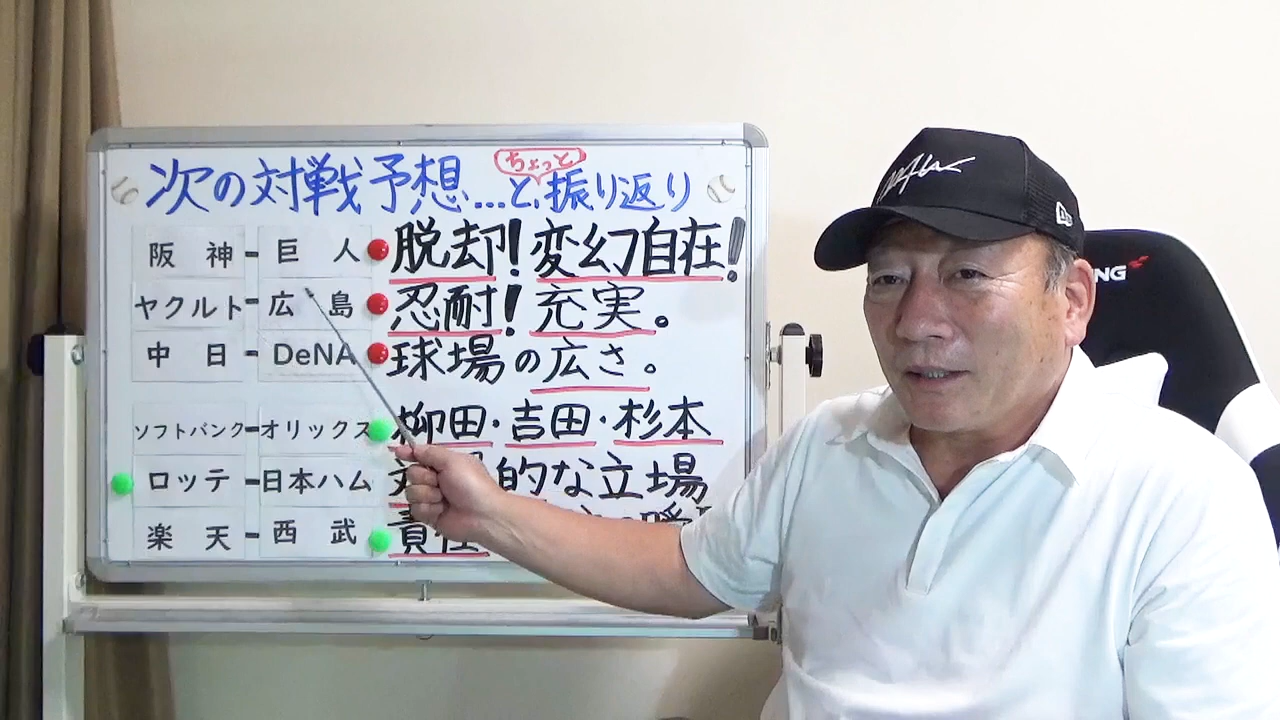 次の対戦予想…と、振り返り
ちょっと
阪神-巨人 脱却!変幻自在!
ヤクルト-広島 忍耐!充実。
中日-DeNA 球場の広さ。
ソフトバンク-オリックス 柳田・吉田・杉本
ロッテ-日本ハム 的な立場
楽天-西武 責任
NG